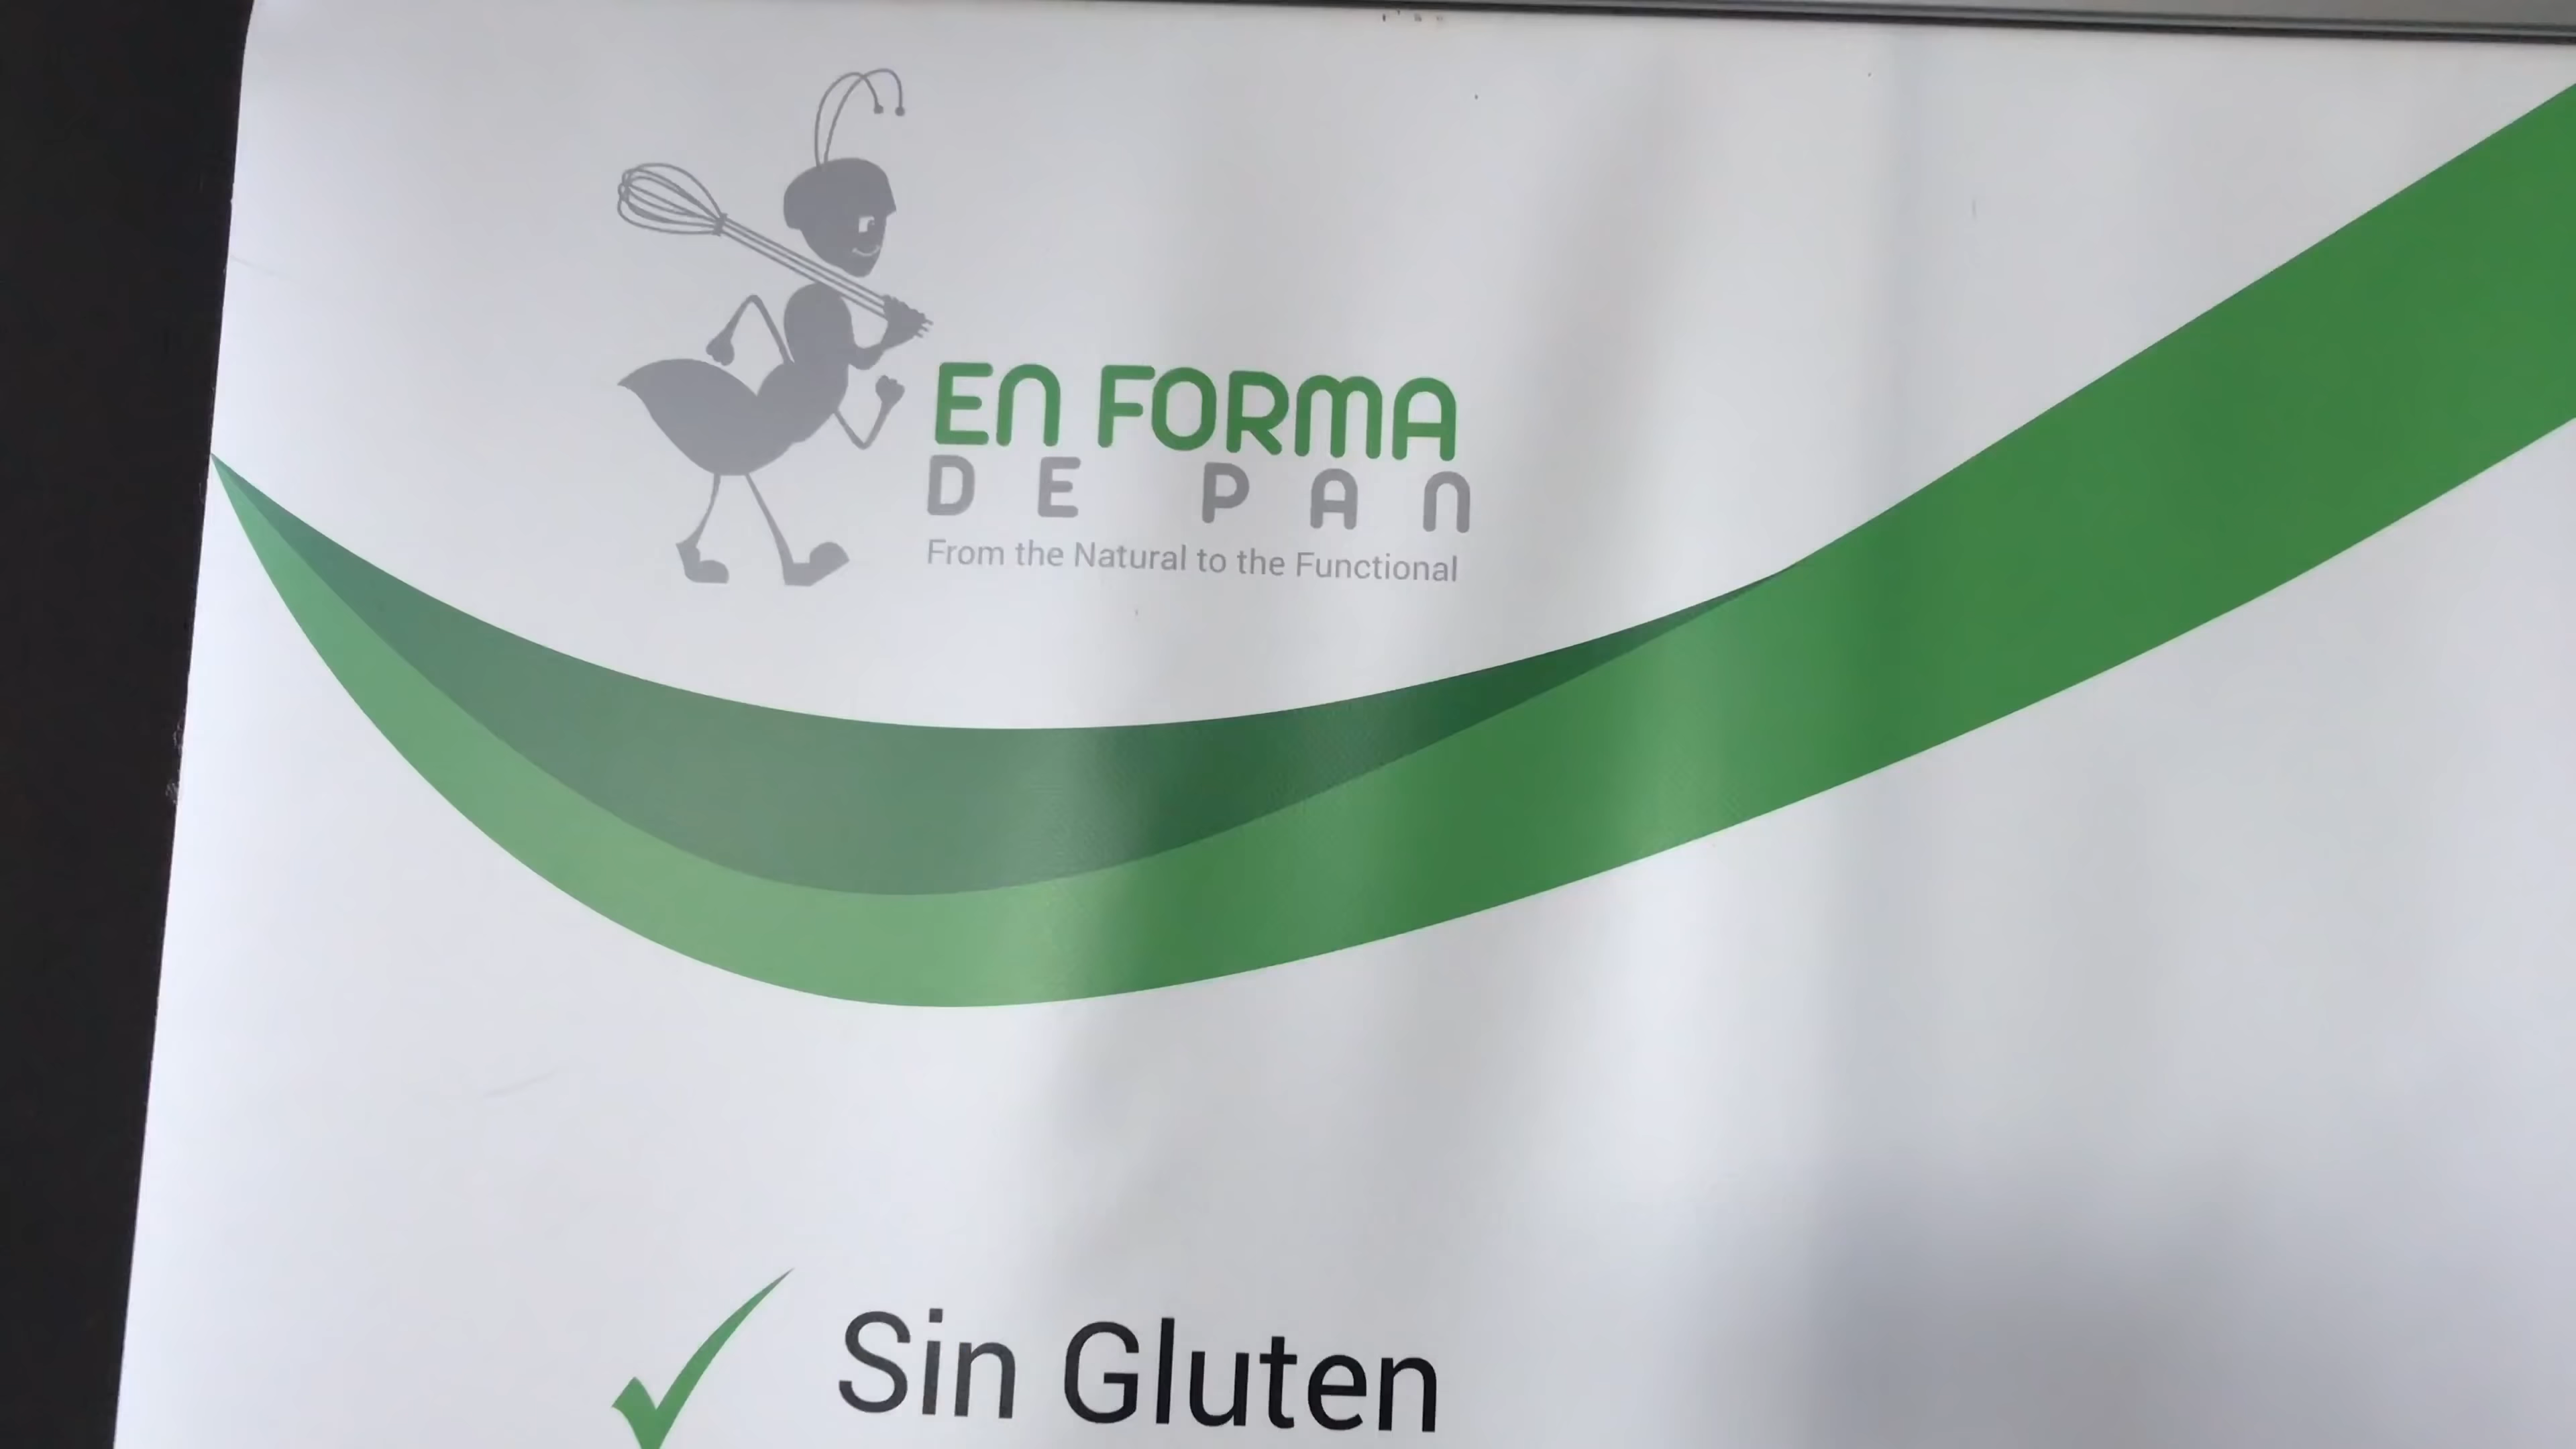 EN FORMA
DE PAN
From the Natural to the Functional
Sin Gluten